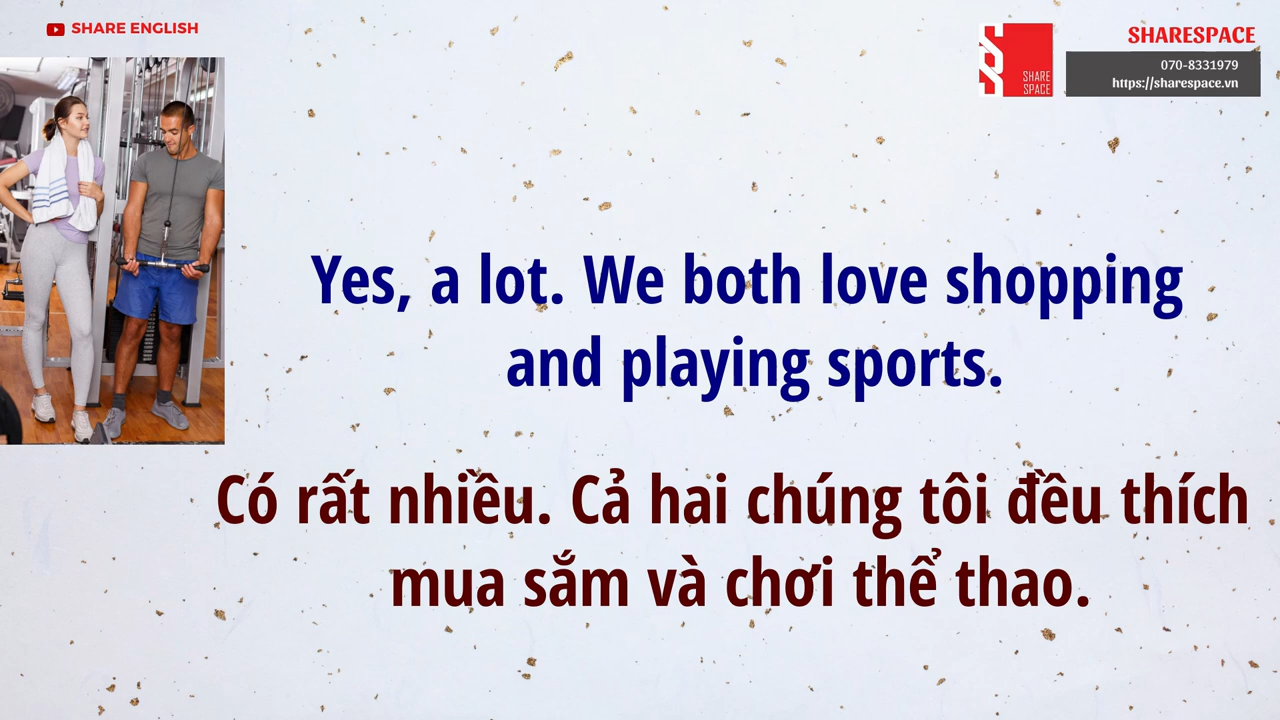 SHARE ENGLISH
SHARESPACE
070-8331979
https://sharespace.vn
SHARE
SPACE
Yes, a lot. We both love shopping
and playing sports.
Có rất nhiều. Cả hai chúng tôi đều thích
mua sắm và chơi thể thao.